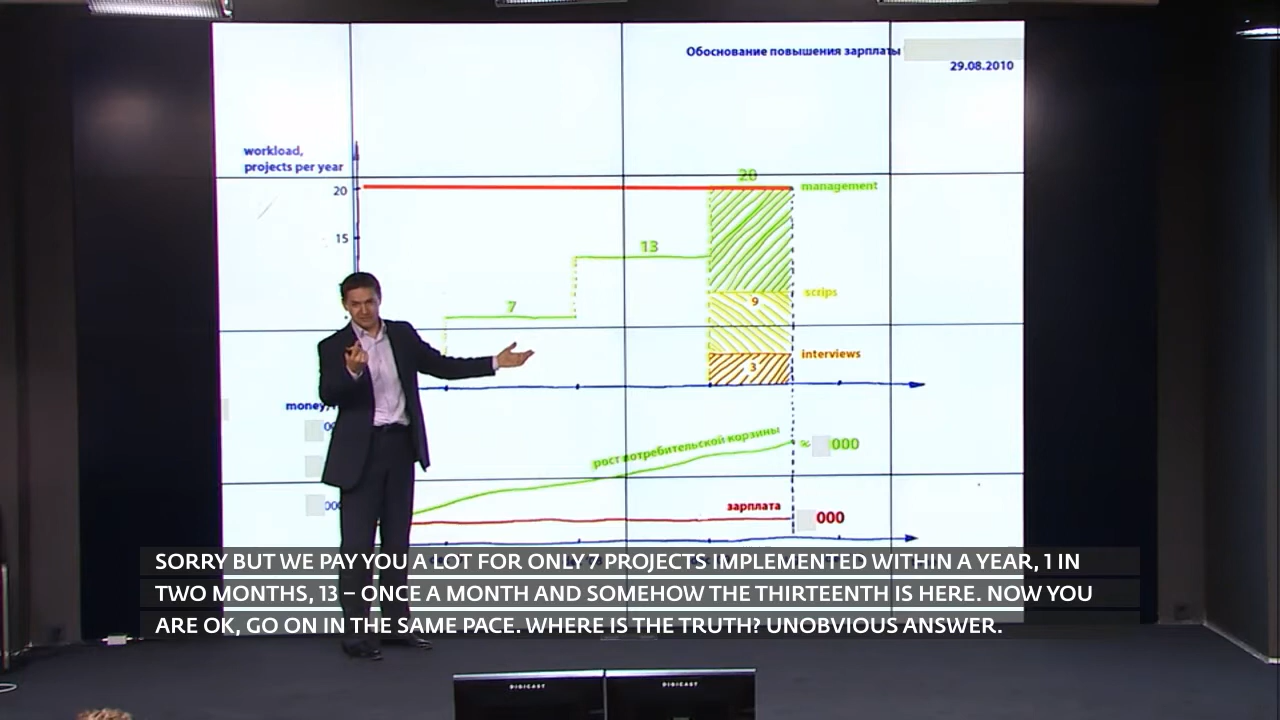 Обоснование повышения зарплаты
29.08.2010
workload,
projects per year
20
20
management
15
13
7
9
scrips
3
interviews
money,
000
рост потребительской корзины
≈ 000
зарплата
000
SORRY BUT WE PAY YOU A LOT FOR ONLY 7 PROJECTS IMPLEMENTED WITHIN A YEAR, 1 IN
TWO MONTHS, 13 – ONCE A MONTH AND SOMEHOW THE THIRTEENTH IS HERE. NOW YOU
ARE OK, GO ON IN THE SAME PACE. WHERE IS THE TRUTH? UNOBVIOUS ANSWER.
DIGICAST
DIGICAST